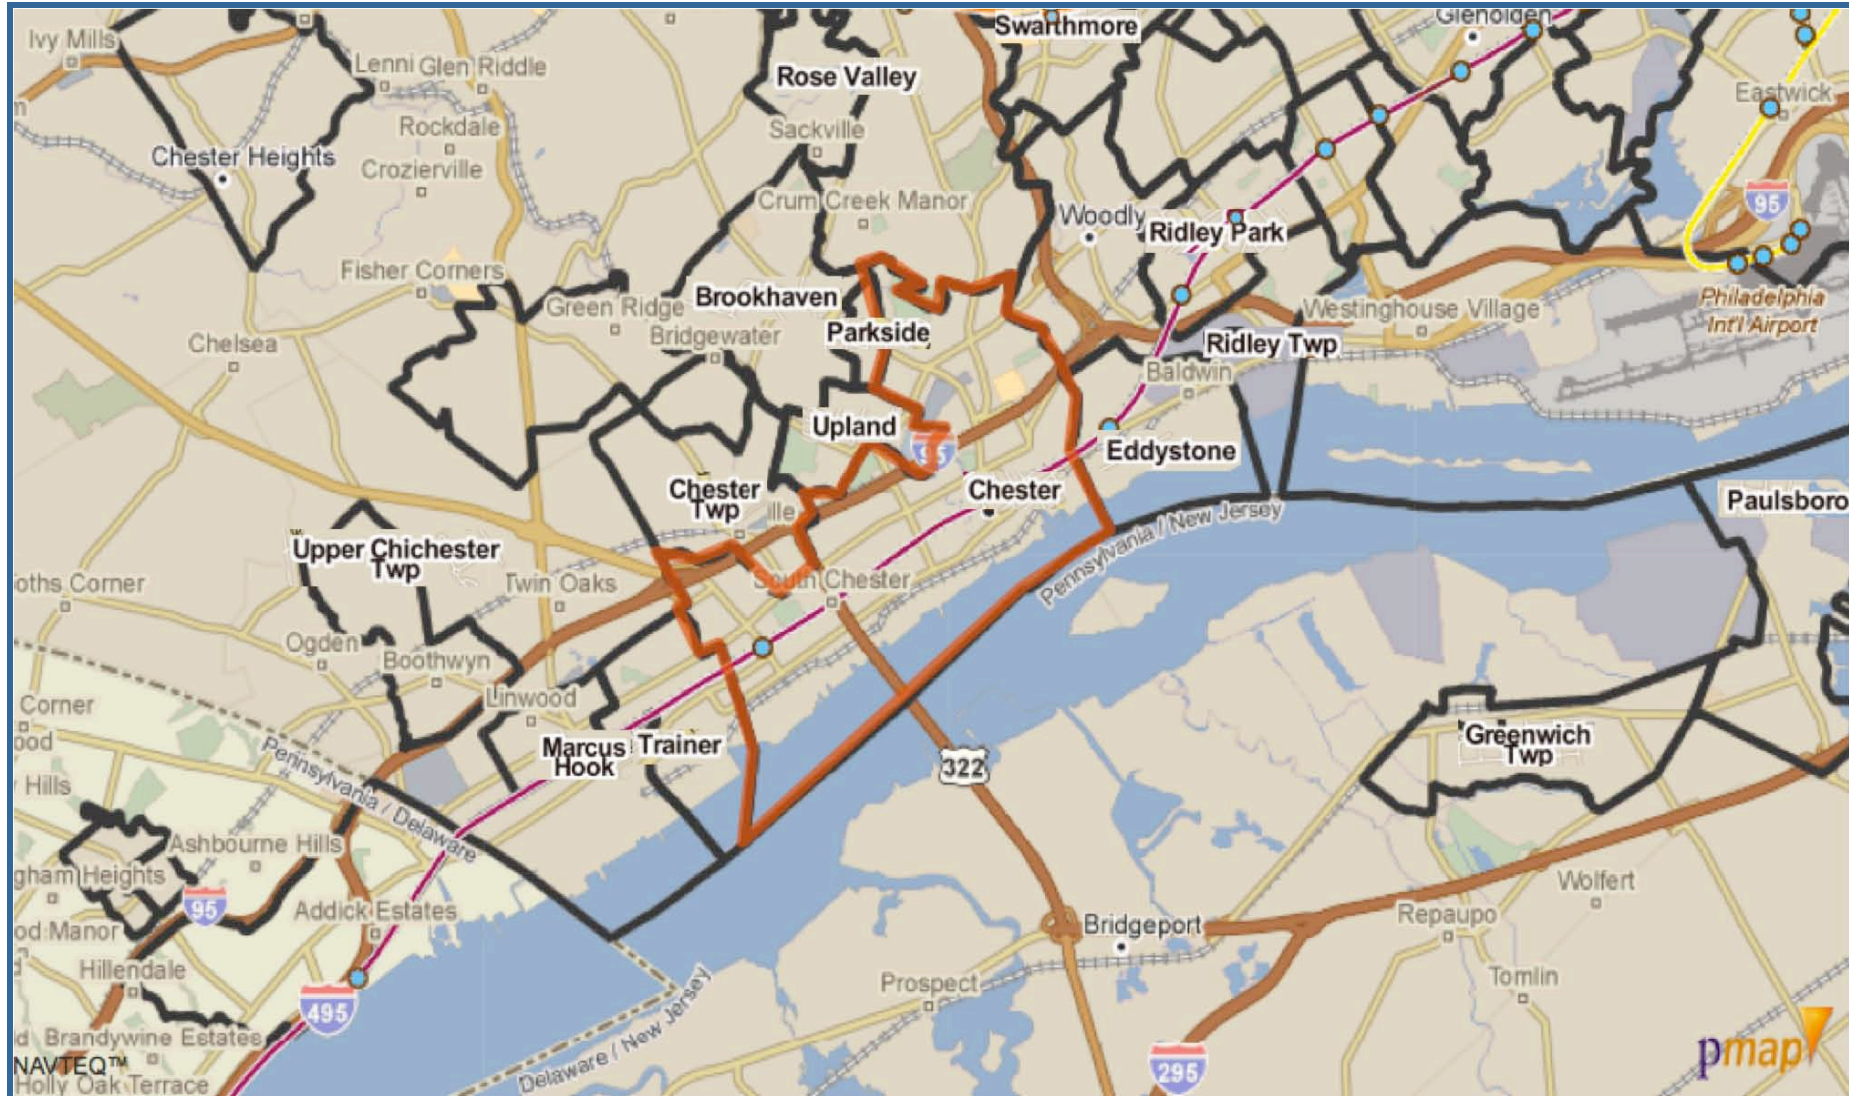 Swarthmore
Glenolden
Ivy Mills
Lenni
Glen Riddle
Rose Valley
Eastwick
Rockdale
Sackville
Chester Heights
Crozierville
Crum Creek Manor
95
Ridley Park
Fisher Corners
Brookhaven
Green Ridge
Philadelphia
Int'l Airport
Westinghouse Village
Parkside
Bridgewater
Chelsea
Ridley Twp
Baldwin
Upland
Eddystone
95
Chester
Twp
ille
Chester
Paulsboro
Pennsylvania / New Jersey
Upper Chichester
Twp
Twin Oaks
South Chester
oths Corner
Ogden
Boothwyn
Linwood
Corner
ood
Marcus
Hook
Trainer
Greenwich
Twp
322
Pennsylvania / Delaware
Hills
Ashbourne Hills
gham Heights
95
Addick Estates
od Manor
Wolfert
Repaupo
Bridgeport
Hillendale
Prospect
Tomlin
495
Delaware / New Jersey
Brandywine Estates
NAVTEQ™
Holly Oak Terrace
295
pmap